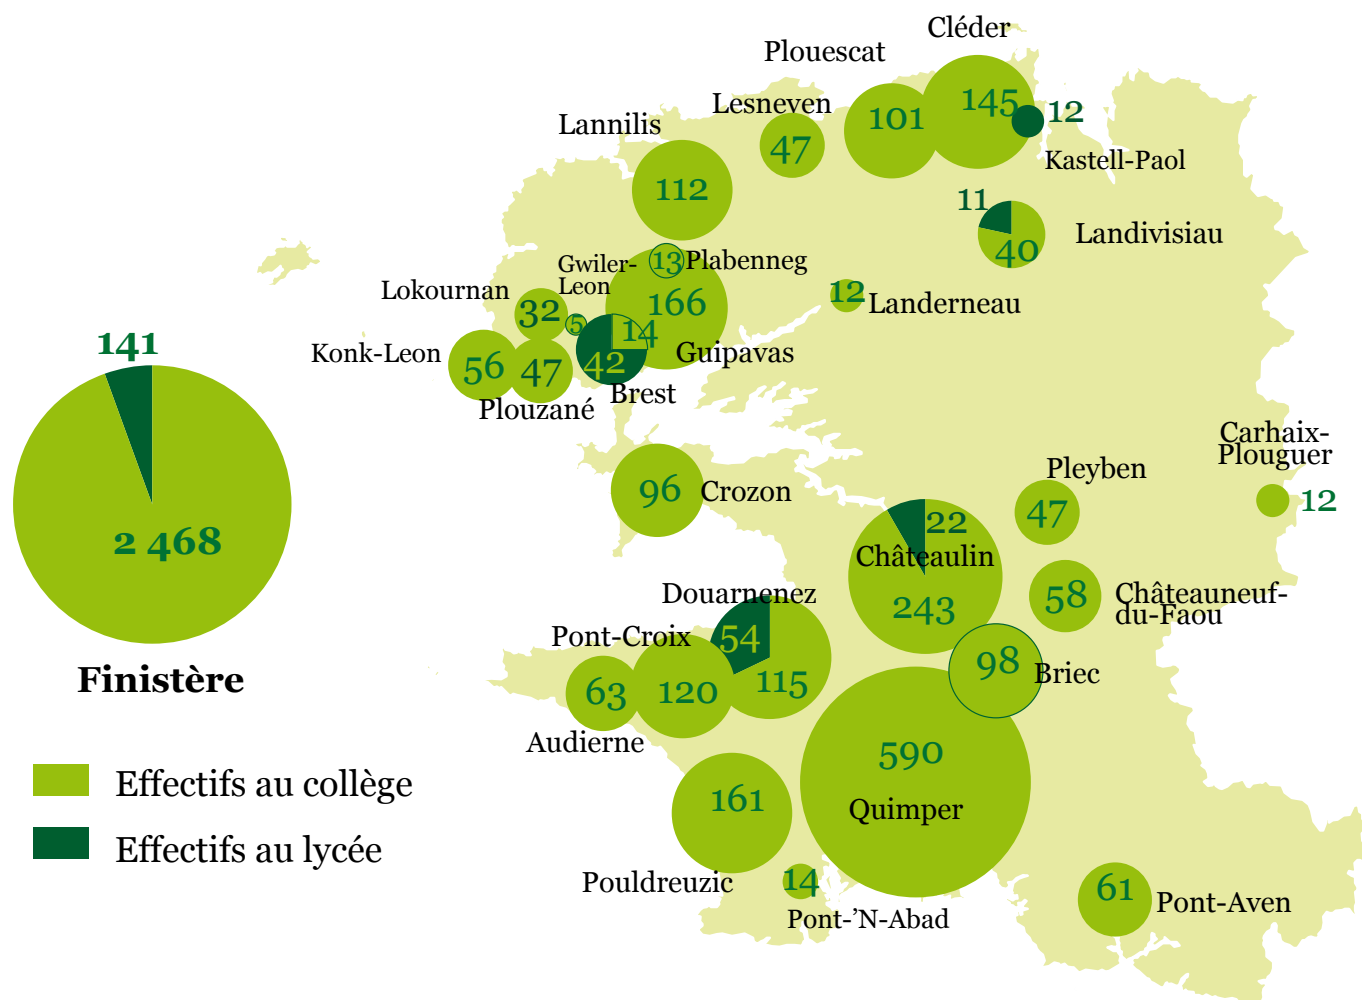 Cléder
Plouescat
145
12
Lesneven
101
Lannilis
47
Kastell-Paol
112
11
40
Landivisiau
13
Plabenneg
Gwiler-
Leon
Lokournan
32
5
166
12
Landerneau
14
Konk-Leon
56
47
42
Guipavas
Plouzané
Brest
141
2 468
Finistère
Carhaix-
Plouguer
Pleyben
96
Crozon
47
12
22
Châteaulin
243
58
Châteauneuf-
du-Faou
Douarnenez
54
Pont-Croix
115
98
Briec
63
120
Audierne
590
Quimper
161
Pouldreuzic
14
Pont-’N-Abad
61
Pont-Aven
Effectifs au collège
Effectifs au lycée